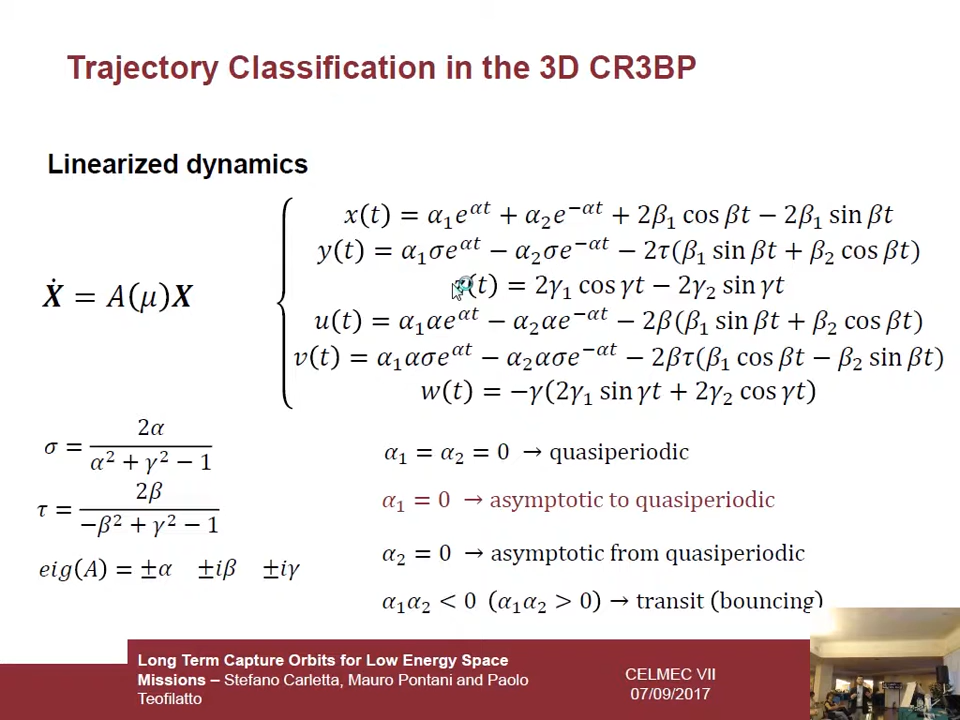 Trajectory Classification in the 3D CR3BP
Linearized dynamics
Ẋ = A(μ)X
x(t) = α₁e^{αt} + α₂e^{−αt} + 2β₁ cos βt − 2β₁ sin βt
y(t) = α₁σe^{αt} − α₂σe^{−αt} − 2τ(β₁ sin βt + β₂ cos βt)
(t) = 2γ₁ cos γt − 2γ₂ sin γt
u(t) = α₁αe^{αt} − α₂αe^{−αt} − 2β(β₁ sin βt + β₂ cos βt)
v(t) = α₁ασe^{αt} − α₂ασe^{−αt} − 2βτ(β₁ cos βt − β₂ sin βt)
w(t) = −γ(2γ₁ sin γt + 2γ₂ cos γt)
σ = 2α / (α² + γ² − 1)
τ = 2β / (−β² + γ² − 1)
eig(A) = ±α ±iβ ±iγ
α₁ = α₂ = 0 → quasiperiodic
α₁ = 0 → asymptotic to quasiperiodic
α₂ = 0 → asymptotic from quasiperiodic
α₁α₂ < 0 (α₁α₂ > 0) → transit (bouncing)
Long Term Capture Orbits for Low Energy Space
Missions – Stefano Carletta, Mauro Pontani and Paolo
Teofilatto
CELMEC VII
07/09/2017